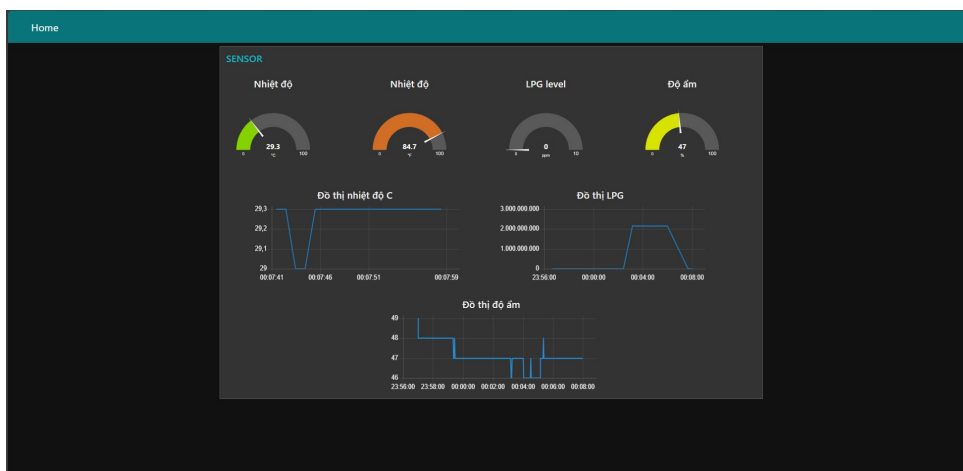 Home
SENSOR
Nhiệt độ
Nhiệt độ
LPG level
Độ ẩm
29.3
0 °C 100
84.7
0 °F 100
0
0 ppm 10
47
0 % 100
Đồ thị nhiệt độ C
29,3
29,2
29,1
29
00:07:41 00:07:46 00:07:51 00:07:59
Đồ thị LPG
3.000.000.000
2.000.000.000
1.000.000.000
0
23:56:00 00:00:00 00:04:00 00:08:00
Đồ thị độ ẩm
49
48
47
46
23:56:00 23:58:00 00:00:00 00:02:00 00:04:00 00:06:00 00:08:00